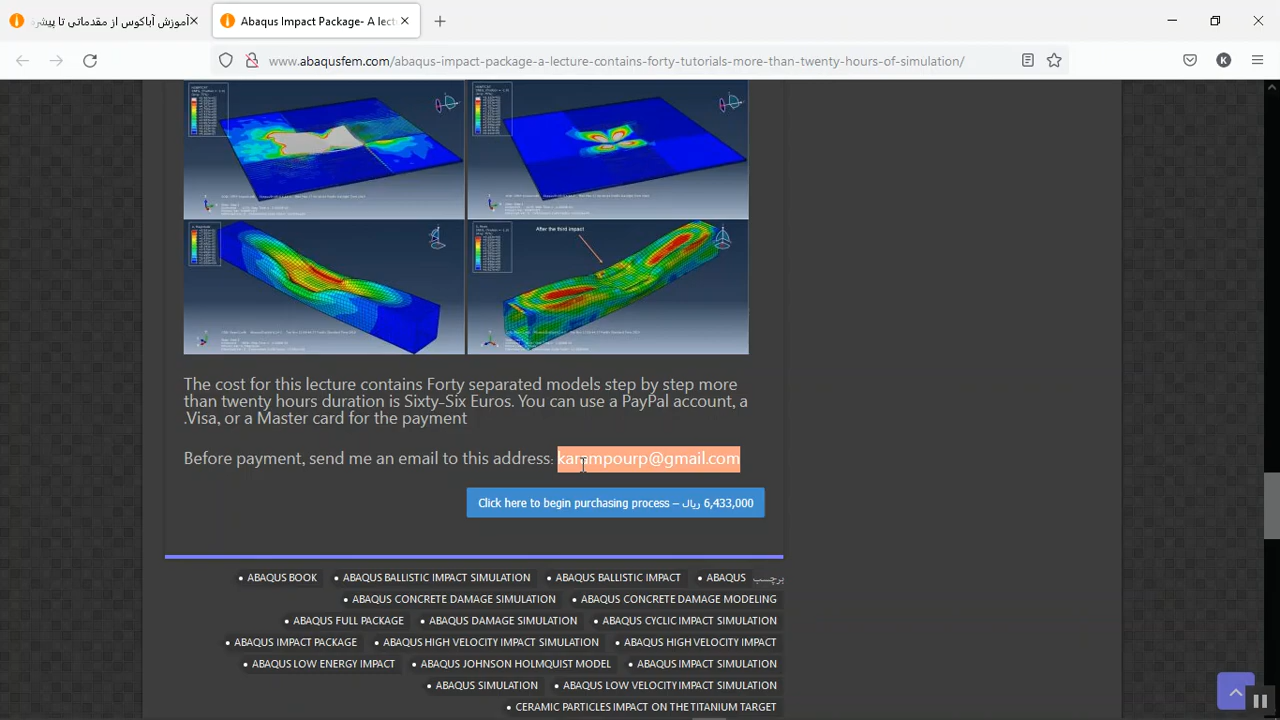 آموزش آباکوس از مقدماتی تا پیشرف
Abaqus Impact Package- A lect
www.abaqusfem.com/abaqus-impact-package-a-lecture-contains-forty-tutorials-more-than-twenty-hours-of-simulation/
K
After the third impact
The cost for this lecture contains Forty separated models step by step more
than twenty hours duration is Sixty-Six Euros. You can use a PayPal account, a
.Visa, or a Master card for the payment
Before payment, send me an email to this address: karampourp@gmail.com
Click here to begin purchasing process – ریال 6,433,000
• ABAQUS BOOK • ABAQUS BALLISTIC IMPACT SIMULATION • ABAQUS BALLISTIC IMPACT • ABAQUS برچسب
• ABAQUS CONCRETE DAMAGE SIMULATION • ABAQUS CONCRETE DAMAGE MODELING
• ABAQUS FULL PACKAGE • ABAQUS DAMAGE SIMULATION • ABAQUS CYCLIC IMPACT SIMULATION
• ABAQUS IMPACT PACKAGE • ABAQUS HIGH VELOCITY IMPACT SIMULATION • ABAQUS HIGH VELOCITY IMPACT
• ABAQUS LOW ENERGY IMPACT • ABAQUS JOHNSON HOLMQUIST MODEL • ABAQUS IMPACT SIMULATION
• ABAQUS SIMULATION • ABAQUS LOW VELOCITY IMPACT SIMULATION
• CERAMIC PARTICLES IMPACT ON THE TITANIUM TARGET